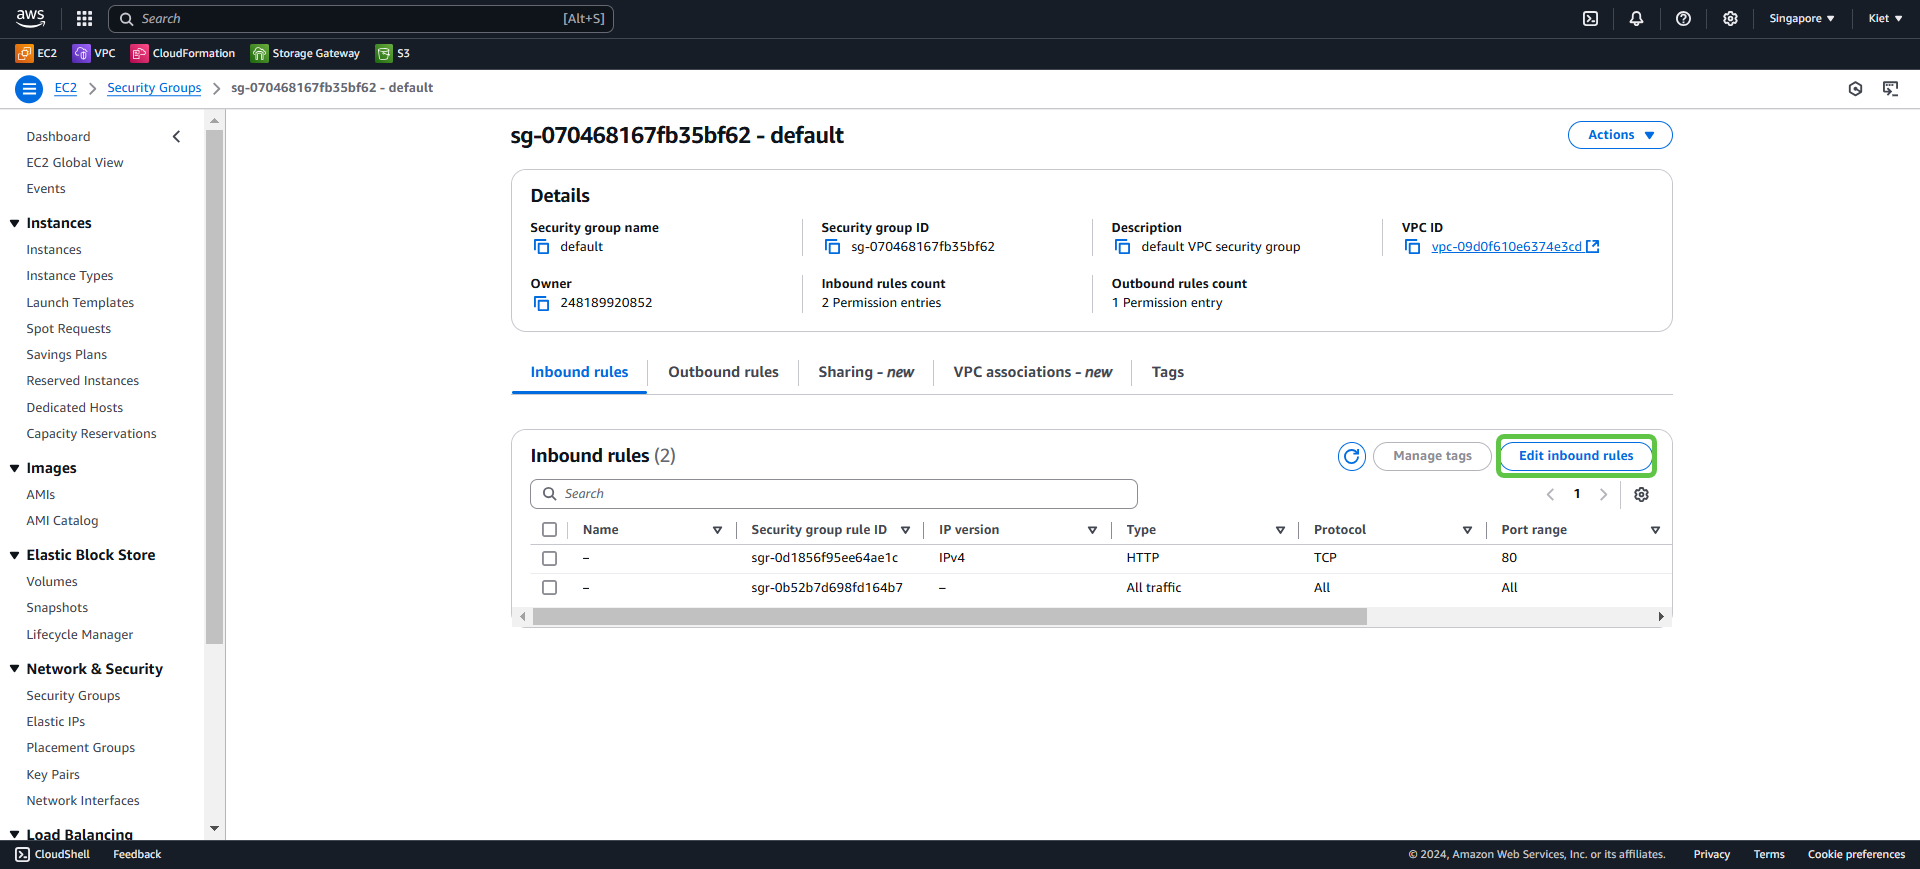 aws
Search [Alt+S]
Singapore
Kiet
EC2
VPC
CloudFormation
Storage Gateway
S3
EC2
Security Groups
sg-070468167fb35bf62 - default
Dashboard
EC2 Global View
Events
Instances
Instances
Instance Types
Launch Templates
Spot Requests
Savings Plans
Reserved Instances
Dedicated Hosts
Capacity Reservations
Images
AMIs
AMI Catalog
Elastic Block Store
Volumes
Snapshots
Lifecycle Manager
Network & Security
Security Groups
Elastic IPs
Placement Groups
Key Pairs
Network Interfaces
Load Balancing
sg-070468167fb35bf62 - default
Actions
Details
Security group name
default
Security group ID
sg-070468167fb35bf62
Description
default VPC security group
VPC ID
vpc-09d0f610e6374e3cd
Owner
248189920852
Inbound rules count
2 Permission entries
Outbound rules count
1 Permission entry
Inbound rules
Outbound rules
Sharing - new
VPC associations - new
Tags
Inbound rules (2)
Manage tags
Edit inbound rules
Search
1
Name Security group rule ID IP version Type Protocol Port range
– sgr-0d1856f95ee64ae1c IPv4 HTTP TCP 80
– sgr-0b52b7d698fd164b7 – All traffic All All
CloudShell
Feedback
© 2024, Amazon Web Services, Inc. or its affiliates.
Privacy
Terms
Cookie preferences